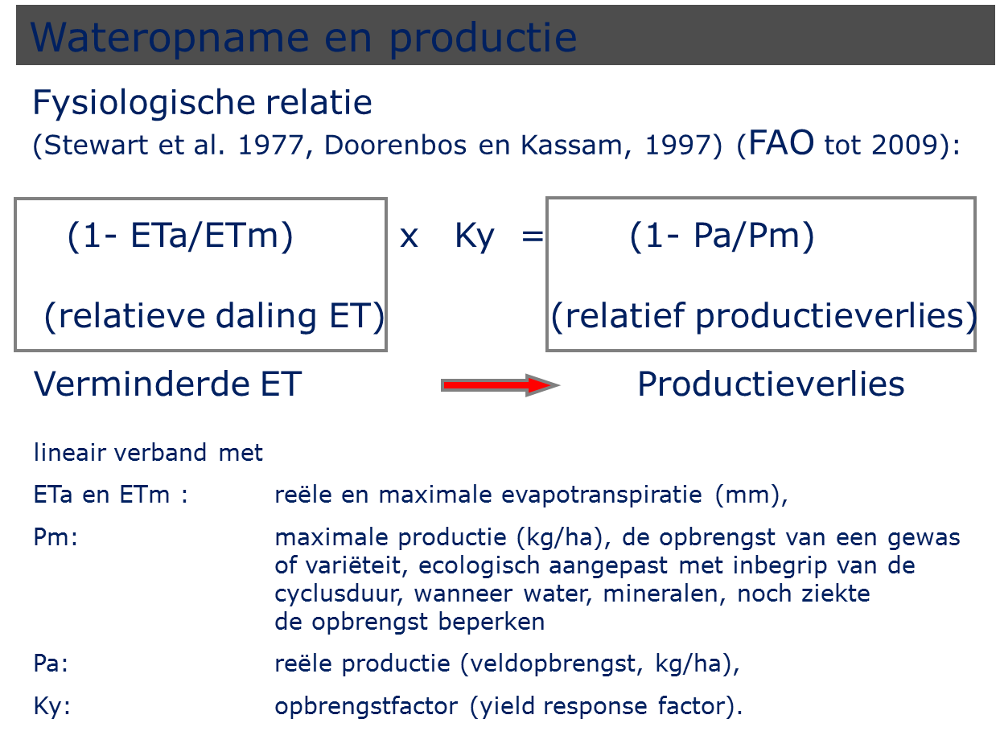 Wateropname en productie
Fysiologische relatie
(Stewart et al. 1977, Doorenbos en Kassam, 1997) (FAO tot 2009):
(1- ETa/ETm) x Ky = (1- Pa/Pm)
(relatieve daling ET) (relatief productieverlies)
Verminderde ET Productieverlies
lineair verband met
ETa en ETm : reële en maximale evapotranspiratie (mm),
Pm: maximale productie (kg/ha), de opbrengst van een gewas
of variëteit, ecologisch aangepast met inbegrip van de
cyclusduur, wanneer water, mineralen, noch ziekte
de opbrengst beperken
Pa: reële productie (veldopbrengst, kg/ha),
Ky: opbrengstfactor (yield response factor).